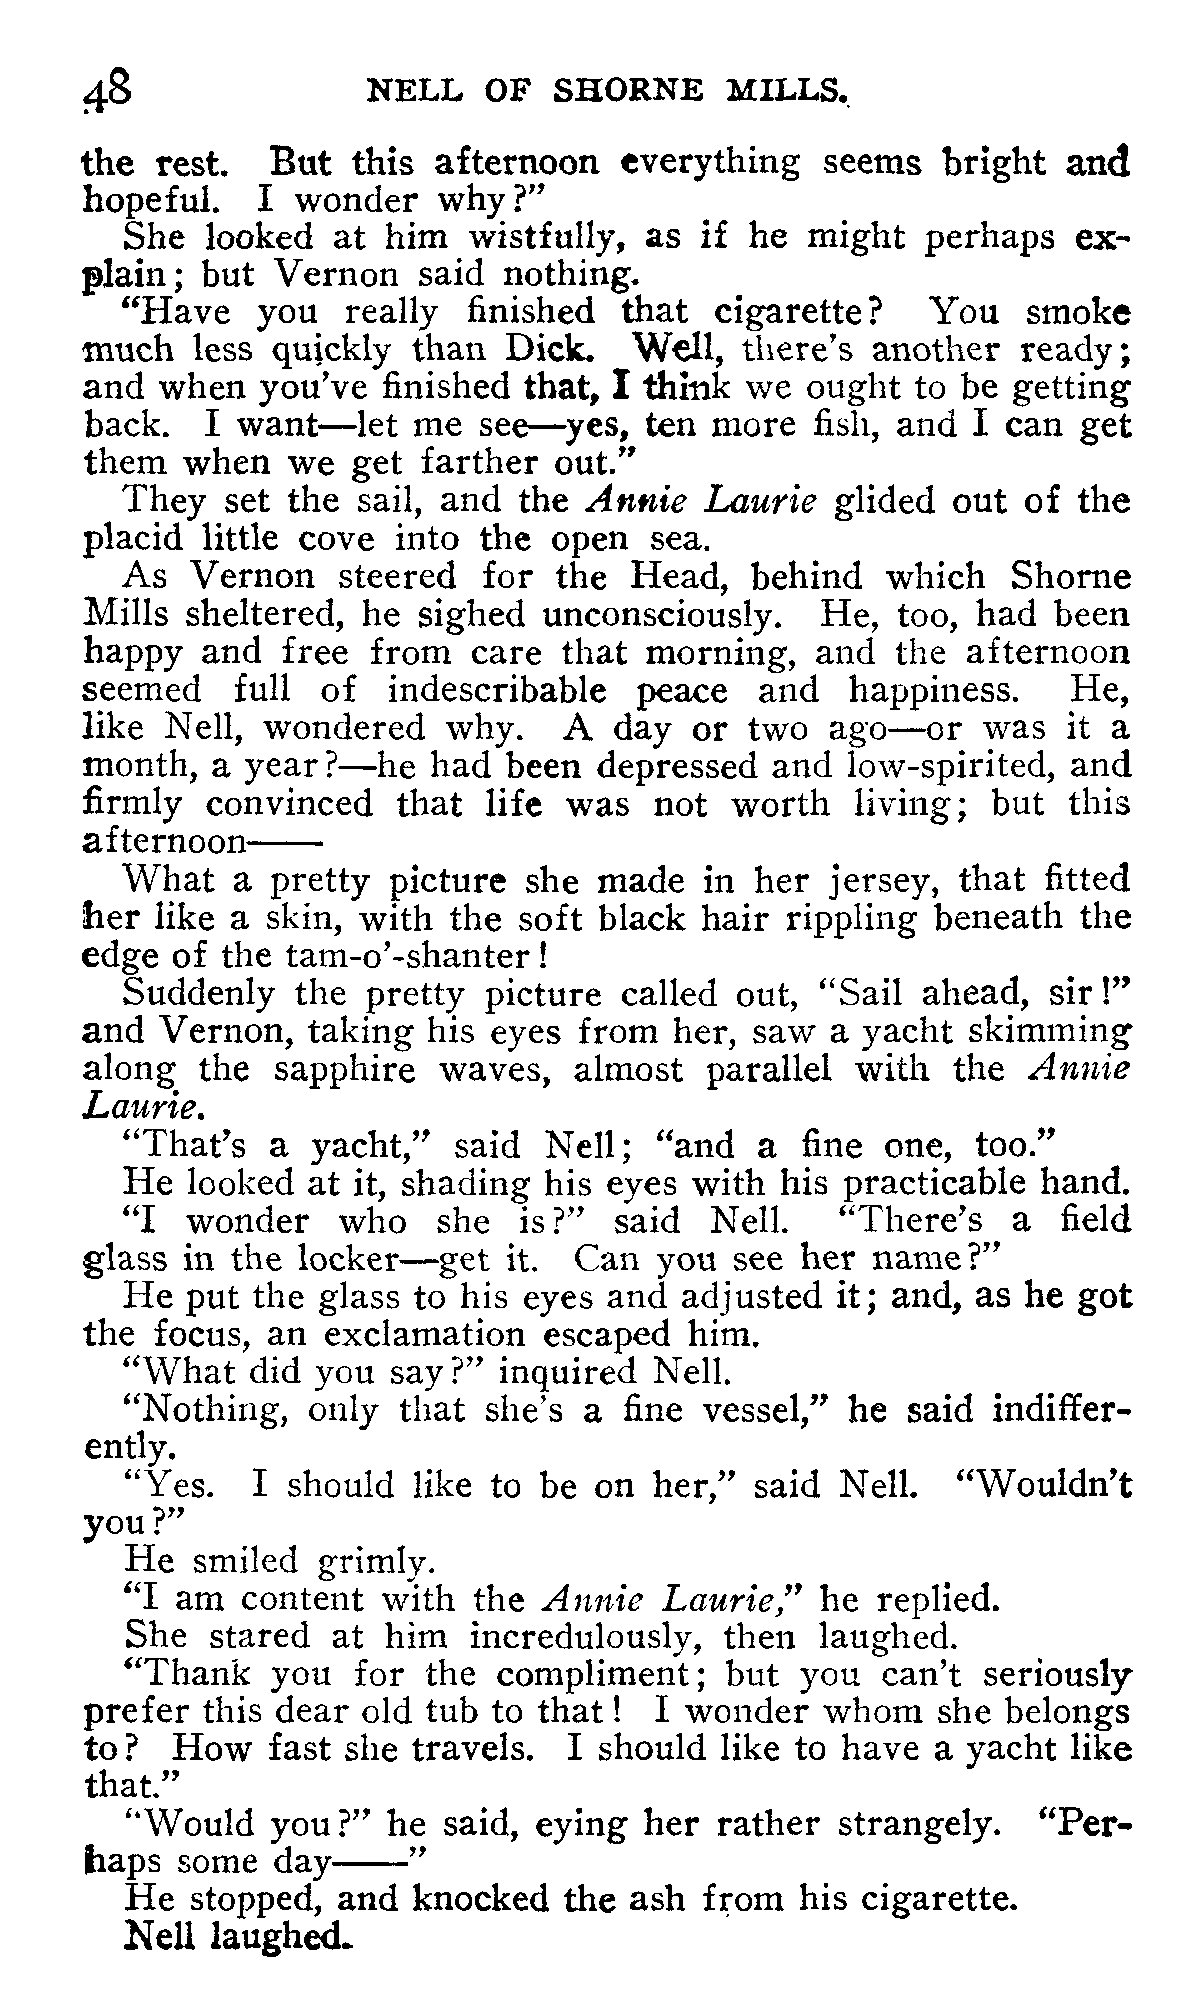 48 NELL OF SHORNE MILLS.
the rest. But this afternoon everything seems bright and
hopeful. I wonder why?”
She looked at him wistfully, as if he might perhaps ex-
plain; but Vernon said nothing.
“Have you really finished that cigarette? You smoke
much less quickly than Dick. Well, there’s another ready;
and when you’ve finished that, I think we ought to be getting
back. I want—let me see—yes, ten more fish, and I can get
them when we get farther out.”
They set the sail, and the Annie Laurie glided out of the
placid little cove into the open sea.
As Vernon steered for the Head, behind which Shorne
Mills sheltered, he sighed unconsciously. He, too, had been
happy and free from care that morning, and the afternoon
seemed full of indescribable peace and happiness. He,
like Nell, wondered why. A day or two ago—or was it a
month, a year?—he had been depressed and low-spirited, and
firmly convinced that life was not worth living; but this
afternoon——
What a pretty picture she made in her jersey, that fitted
her like a skin, with the soft black hair rippling beneath the
edge of the tam-o’-shanter!
Suddenly the pretty picture called out, “Sail ahead, sir!”
and Vernon, taking his eyes from her, saw a yacht skimming
along the sapphire waves, almost parallel with the Annie
Laurie.
“That’s a yacht,” said Nell; “and a fine one, too.”
He looked at it, shading his eyes with his practicable hand.
“I wonder who she is?” said Nell. “There’s a field
glass in the locker—get it. Can you see her name?”
He put the glass to his eyes and adjusted it; and, as he got
the focus, an exclamation escaped him.
“What did you say?” inquired Nell.
“Nothing, only that she’s a fine vessel,” he said indiffer-
ently.
“Yes. I should like to be on her,” said Nell. “Wouldn’t
you?”
He smiled grimly.
“I am content with the Annie Laurie,” he replied.
She stared at him incredulously, then laughed.
“Thank you for the compliment; but you can’t seriously
prefer this dear old tub to that! I wonder whom she belongs
to? How fast she travels. I should like to have a yacht like
that.”
“Would you?” he said, eying her rather strangely. “Per-
haps some day——”
He stopped, and knocked the ash from his cigarette.
Nell laughed.